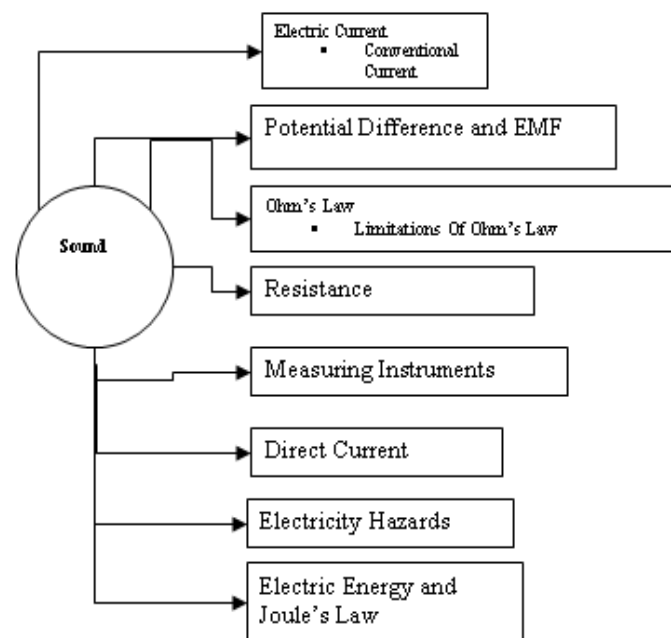 Electric Current
▪ Conventional
Current
Potential Difference and EMF
Ohm's Law
▪ Limitations Of Ohm's Law
Sound
Resistance
Measuring Instruments
Direct Current
Electricity Hazards
Electric Energy and
Joule's Law